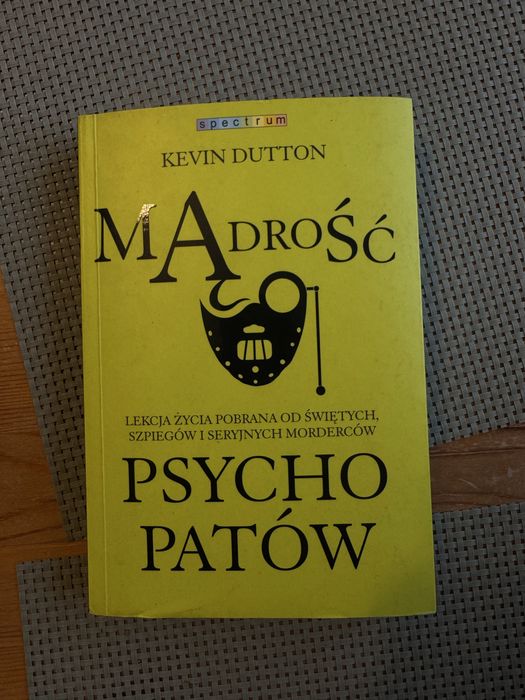 spectrum
KEVIN DUTTON
MĄDROŚĆ
LEKCJA ŻYCIA POBRANA OD ŚWIĘTYCH,
SZPIEGÓW I SERYJNYCH MORDERCÓW
PSYCHO
PATÓW